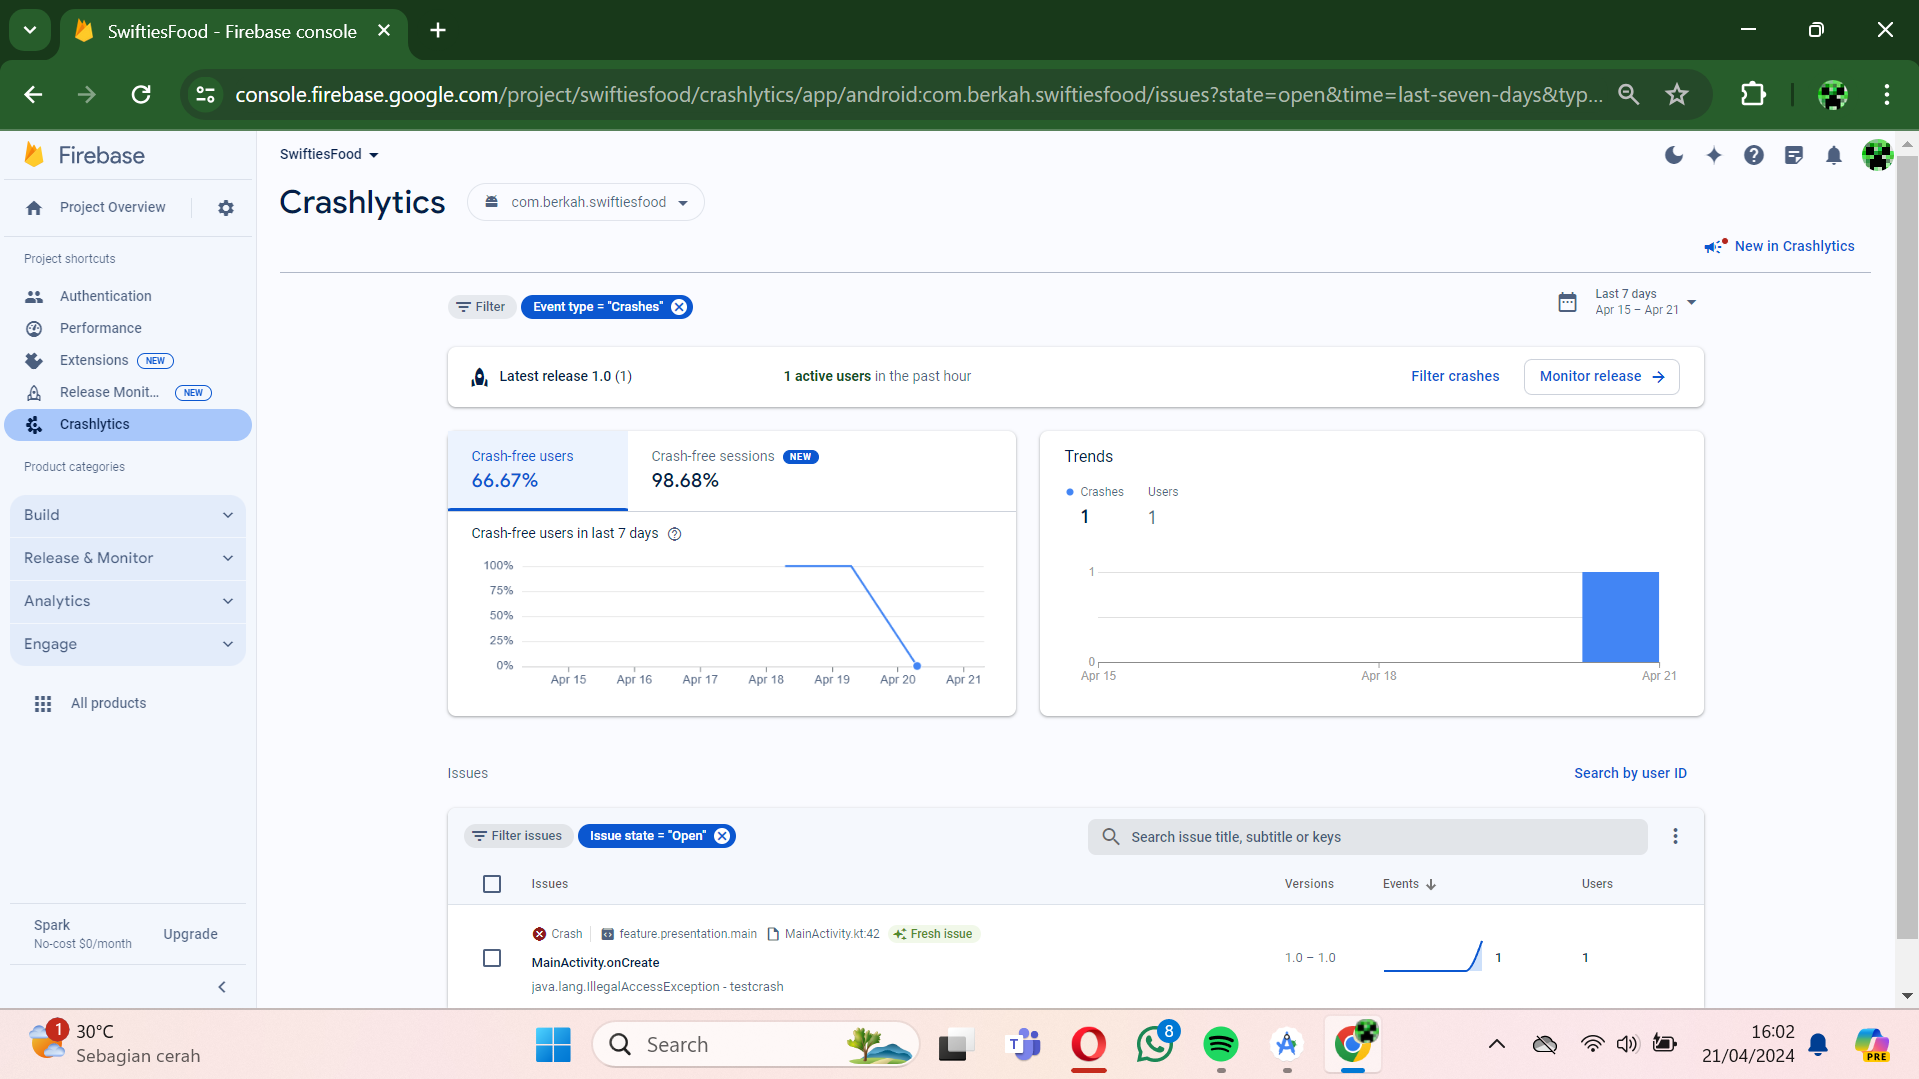 SwiftiesFood - Firebase console
console.firebase.google.com/project/swiftiesfood/crashlytics/app/android:com.berkah.swiftiesfood/issues?state=open&time=last-seven-days&typ...
Firebase
SwiftiesFood
Project Overview
Crashlytics
com.berkah.swiftiesfood
New in Crashlytics
Project shortcuts
Authentication
Performance
Extensions NEW
Release Monit... NEW
Crashlytics
Product categories
Build
Release & Monitor
Analytics
Engage
All products
Spark
No-cost $0/month
Upgrade
Filter
Event type = "Crashes"
Last 7 days
Apr 15 – Apr 21
Latest release 1.0 (1)
1 active users in the past hour
Filter crashes
Monitor release
Crash-free users
66.67%
Crash-free sessions NEW
98.68%
Crash-free users in last 7 days
100%
75%
50%
25%
0%
Apr 15 Apr 16 Apr 17 Apr 18 Apr 19 Apr 20 Apr 21
Trends
Crashes Users
1 1
1
0
Apr 15 Apr 18 Apr 21
Issues
Search by user ID
Filter issues
Issue state = "Open"
Search issue title, subtitle or keys
Issues Versions Events Users
Crash feature.presentation.main MainActivity.kt:42 Fresh issue
MainActivity.onCreate
java.lang.IllegalAccessException - testcrash
1.0 – 1.0 1 1
1
30°C
Sebagian cerah
Search
8
16:02
21/04/2024
PRE